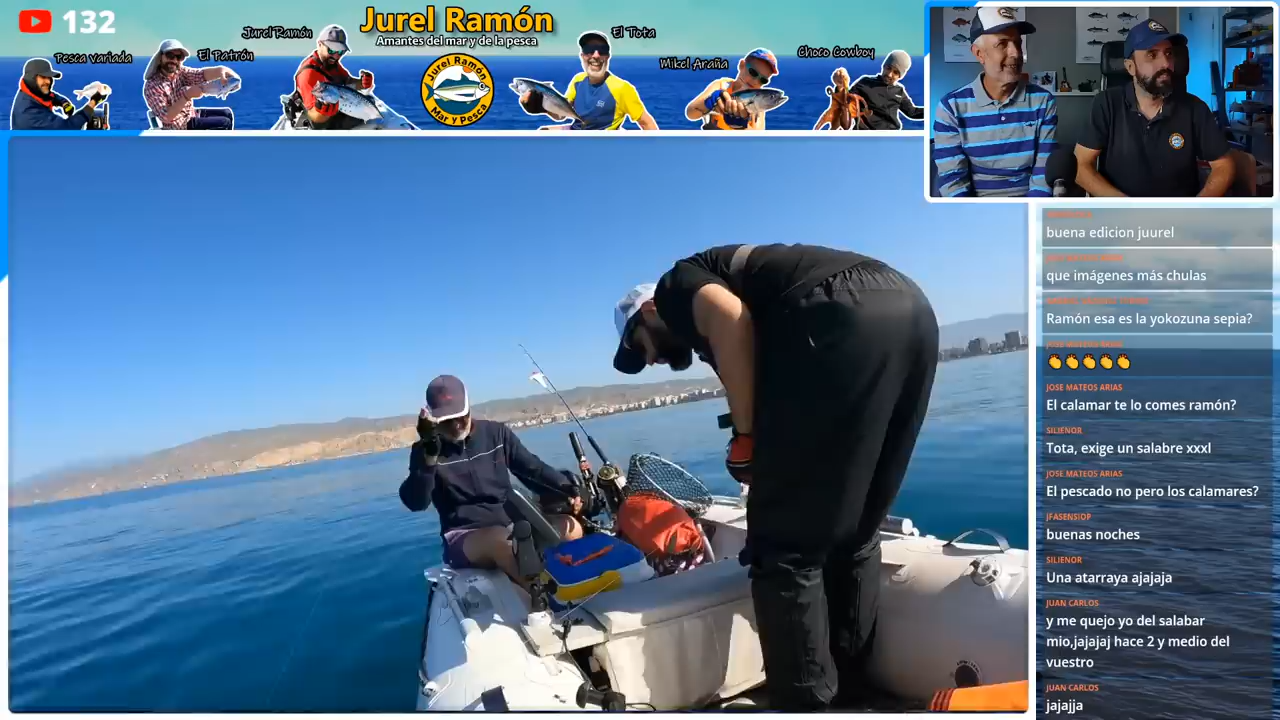 132
Jurel Ramón
Amantes del mar y de la pesca
Pesca variada
El Patrón
Jurel Ramón
El Tota
Mikel Araña
Choco Cowboy
Jurel Ramón
Mar y Pesca
buena edicion juurel
que imágenes más chulas
Ramón esa es la yokozuna sepia?
JOSE MATEOS ARIAS
👏👏👏👏👏
JOSE MATEOS ARIAS
El calamar te lo comes ramón?
SILIENOR
Tota, exige un salabre xxxl
JOSE MATEOS ARIAS
El pescado no pero los calamares?
JFASENSIOP
buenas noches
SILIENOR
Una atarraya ajajaja
JUAN CARLOS
y me quejo yo del salabar
mio,jajajaj hace 2 y medio del
vuestro
JUAN CARLOS
jajajja